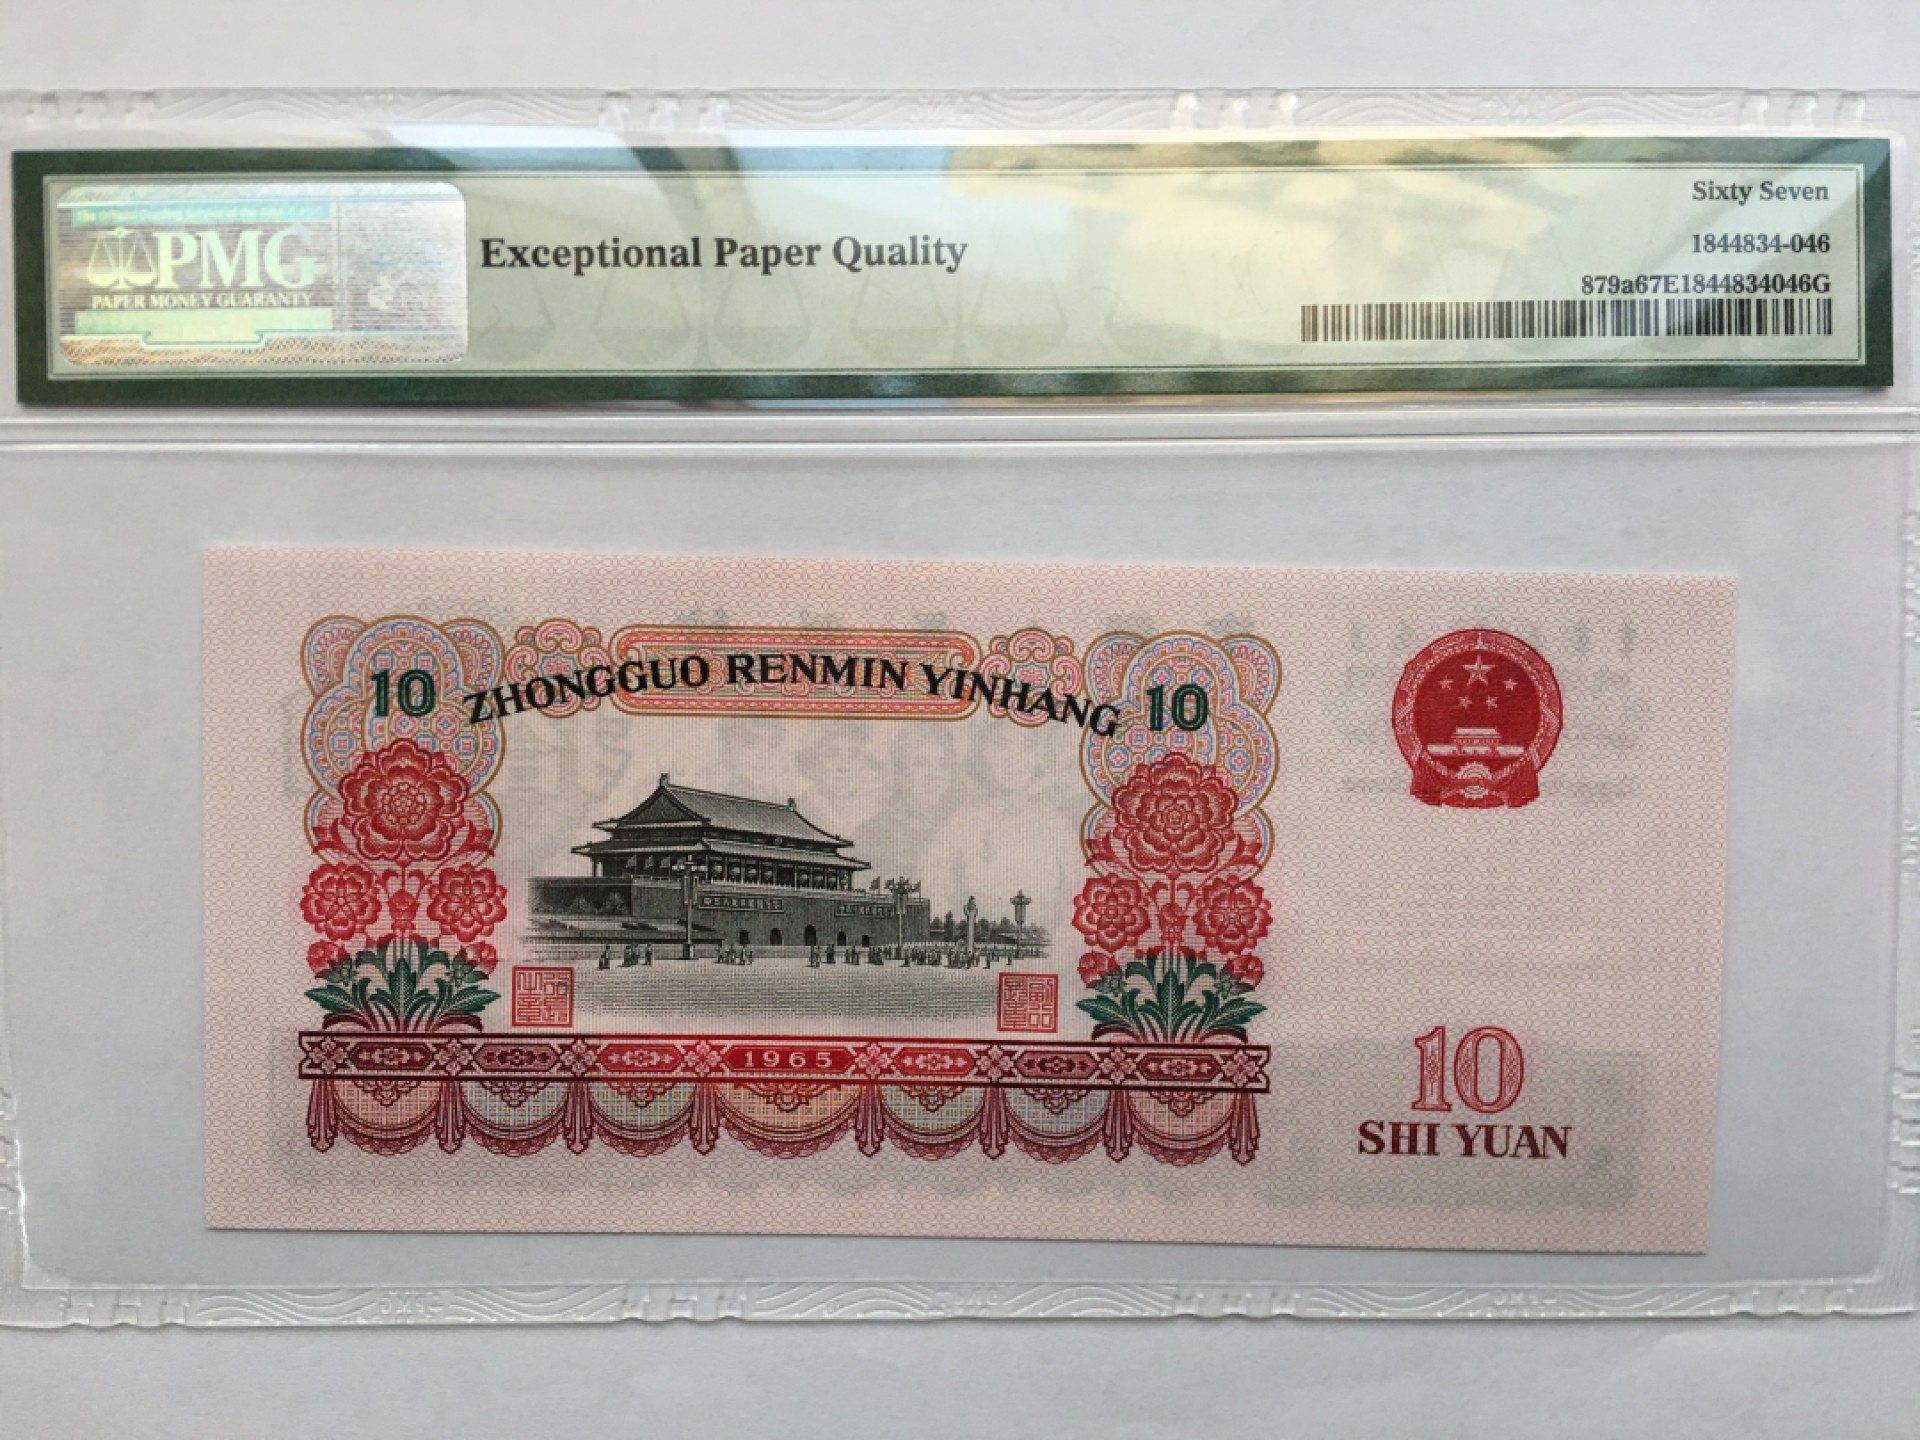 Sixty Seven
PMG
PAPER MONEY GUARANTY
Exceptional Paper Quality
1844834-046
879a67E1844834046G
10 ZHONGGUO RENMIN YINHANG 10
1965
10
SHI YUAN